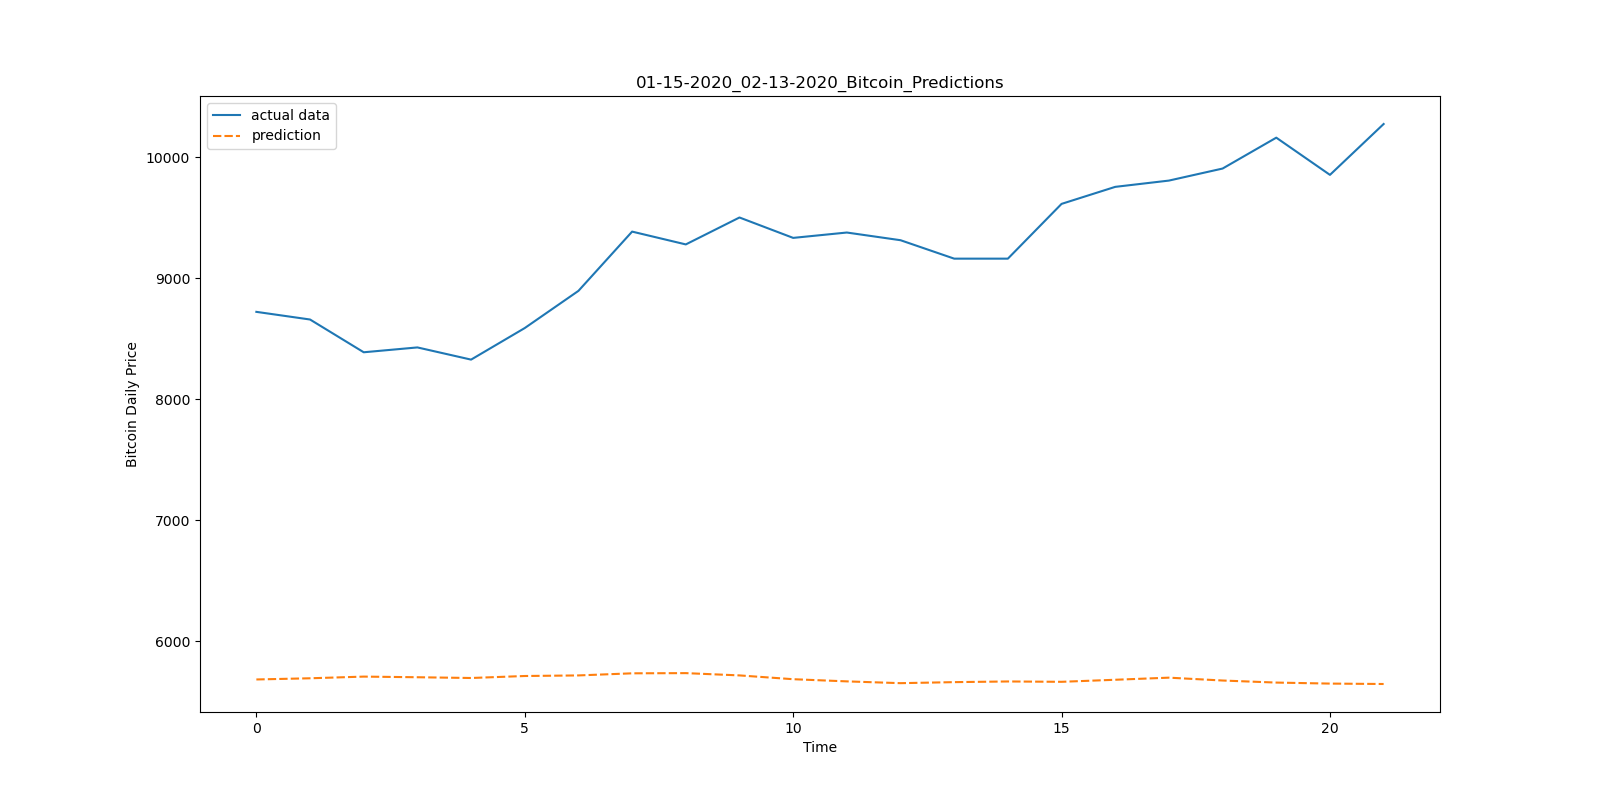 01-15-2020_02-13-2020_Bitcoin_Predictions
actual data
prediction
10000
9000
8000
7000
6000
Bitcoin Daily Price
0 5 10 15 20
Time